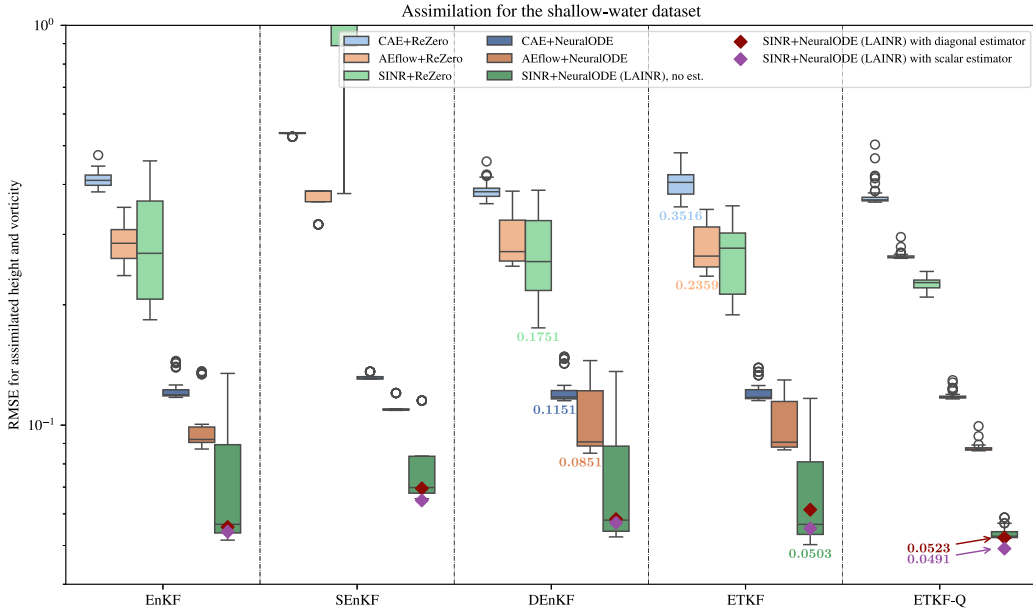 Assimilation for the shallow-water dataset
RMSE for assimilated height and vorticity
10⁰
10⁻¹
CAE+ReZero
AEflow+ReZero
SINR+ReZero
CAE+NeuralODE
AEflow+NeuralODE
SINR+NeuralODE (LAINR), no est.
SINR+NeuralODE (LAINR) with diagonal estimator
SINR+NeuralODE (LAINR) with scalar estimator
0.3516
0.2359
0.1751
0.1151
0.0851
0.0503
0.0523
0.0491
EnKF
SEnKF
DEnKF
ETKF
ETKF-Q